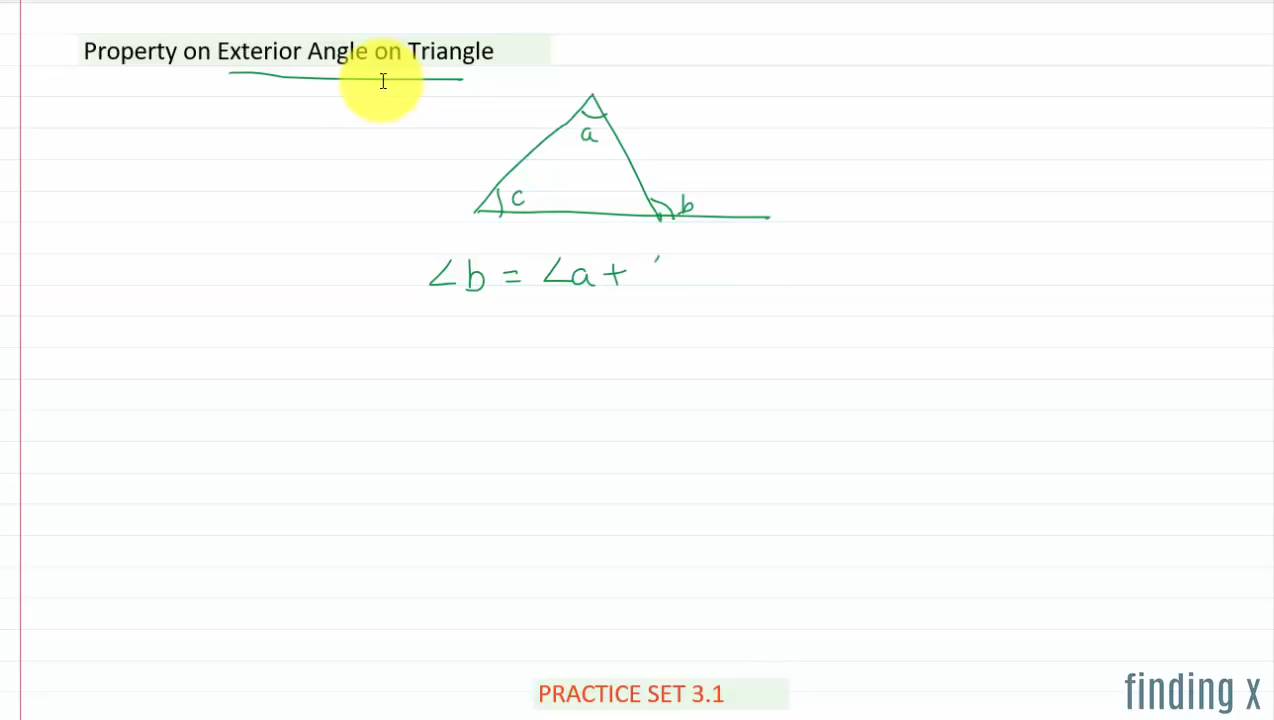 Property on Exterior Angle on Triangle
a
c
b
∠b = ∠a +
PRACTICE SET 3.1
finding x